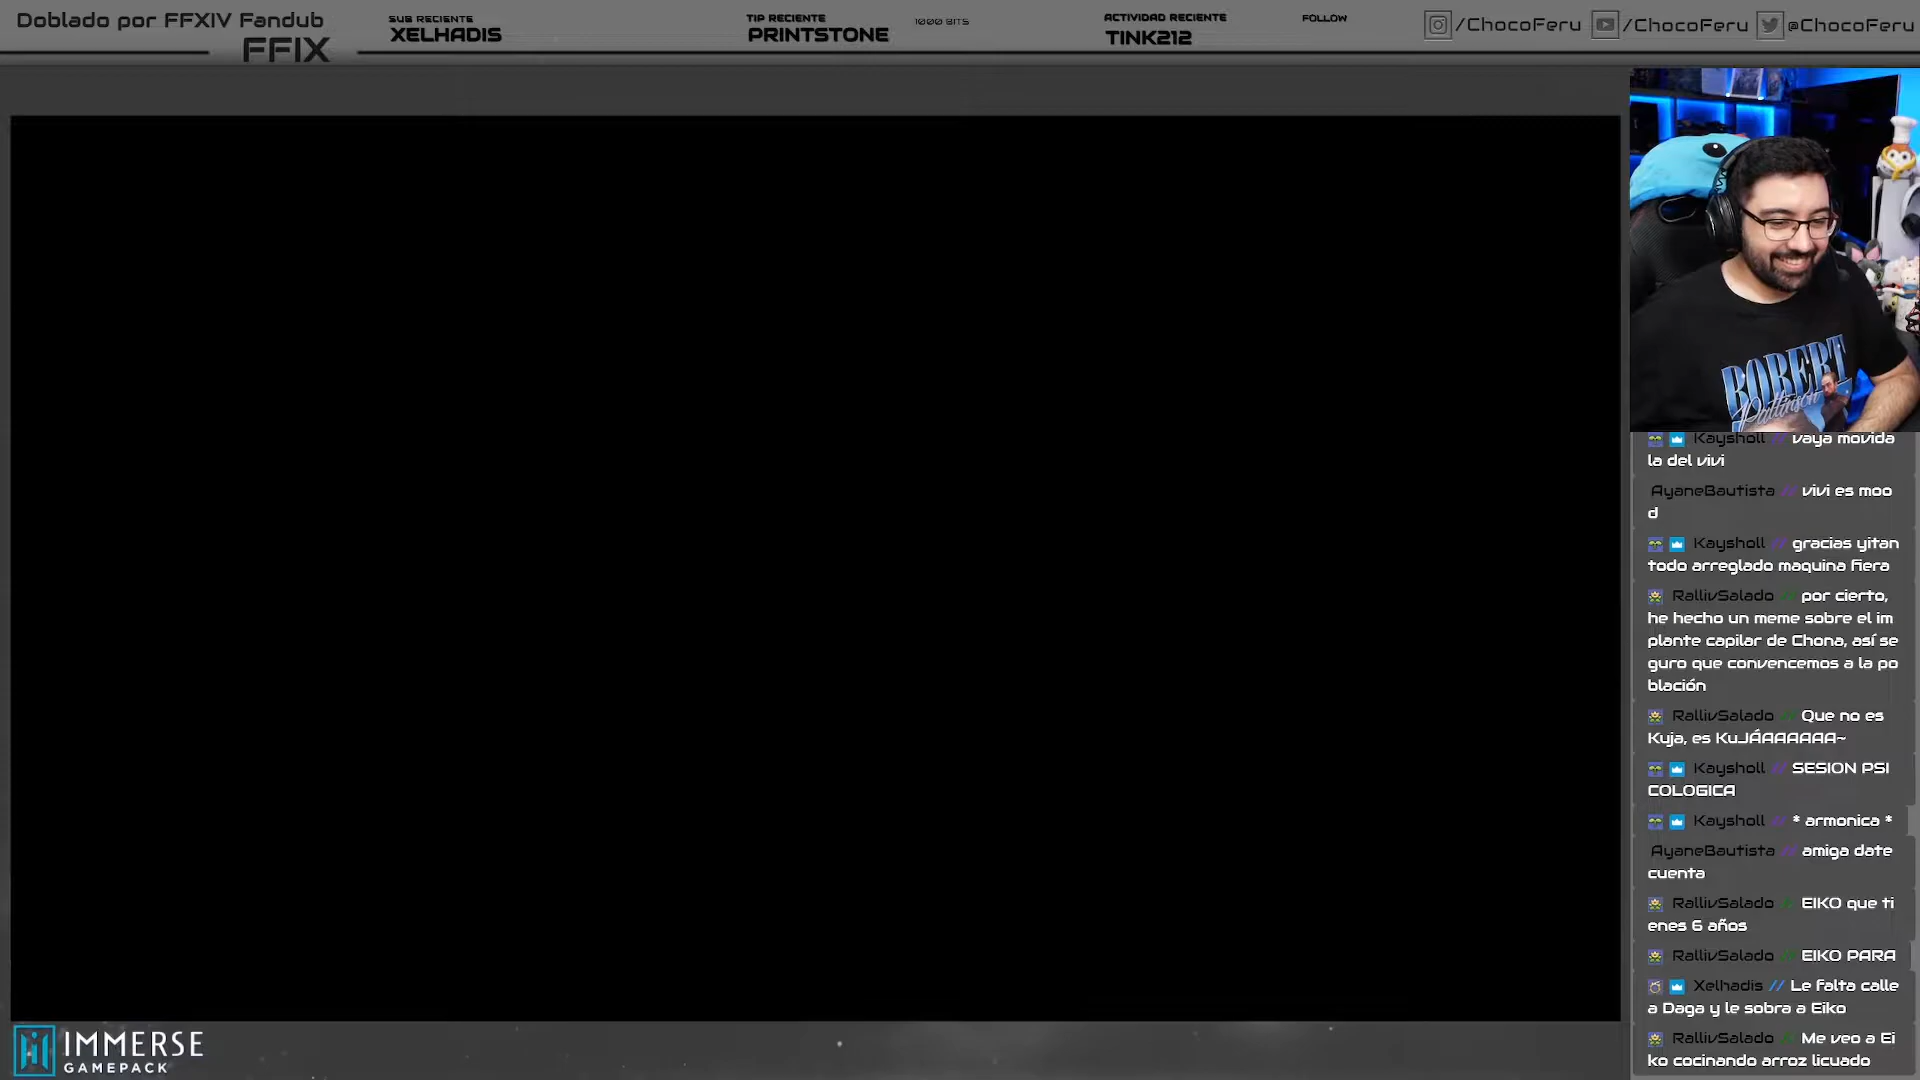 Doblado por FFXIV Fandub
FFIX
SUB RECIENTE
XELHADIS
TIP RECIENTE
PRINTSTONE
1000 BITS
ACTIVIDAD RECIENTE
TINK212
FOLLOW
/ChocoFeru
/ChocoFeru
@ChocoFeru
ROBERT
Pattinson
Kaysholl // vaya movida
la del vivi
AyaneBautista // vivi es moo
d
Kaysholl // gracias yitan
todo arreglado maquina fiera
RallivSalado // por cierto,
he hecho un meme sobre el im
plante capilar de Chona, así se
guro que convencemos a la po
blación
RallivSalado // Que no es
Kuja, es KuJÁAAAAAA~
Kaysholl // SESION PSI
COLOGICA
Kaysholl // * armonica *
AyaneBautista // amiga date
cuenta
RallivSalado // EIKO que ti
enes 6 años
RallivSalado // EIKO PARA
Xelhadis // Le falta calle
a Daga y le sobra a Eiko
RallivSalado // Me veo a Ei
ko cocinando arroz licuado
IMMERSE
GAMEPACK